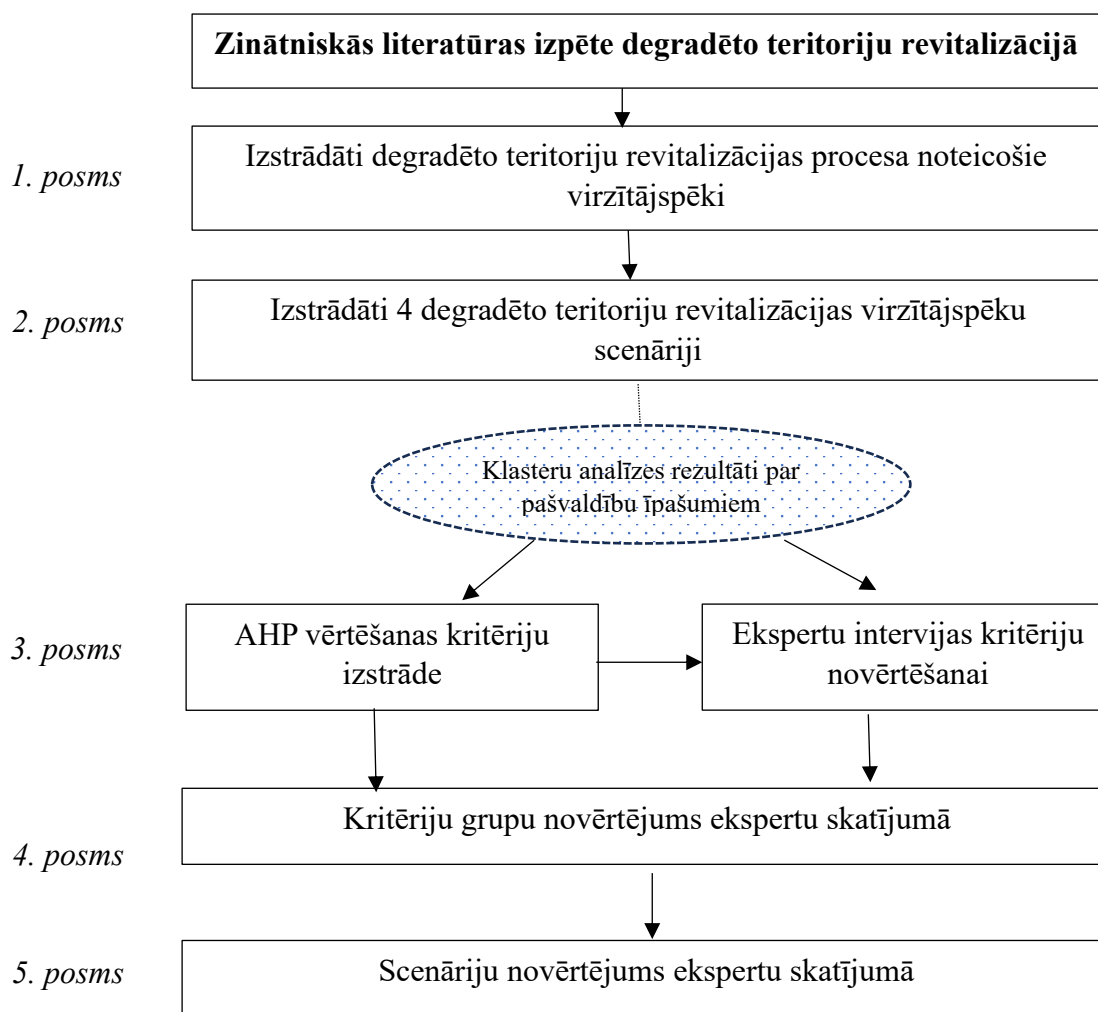 Zinātniskās literatūras izpēte degradēto teritoriju revitalizācijā
1. posms
Izstrādāti degradēto teritoriju revitalizācijas procesa noteicošie
virzītājspēki
2. posms
Izstrādāti 4 degradēto teritoriju revitalizācijas virzītājspēku
scenāriji
Klasteru analīzes rezultāti par
pašvaldību īpašumiem
3. posms
AHP vērtēšanas kritēriju
izstrāde
Ekspertu intervijas kritēriju
novērtēšanai
Kritēriju grupu novērtējums ekspertu skatījumā
4. posms
5. posms
Scenāriju novērtējums ekspertu skatījumā